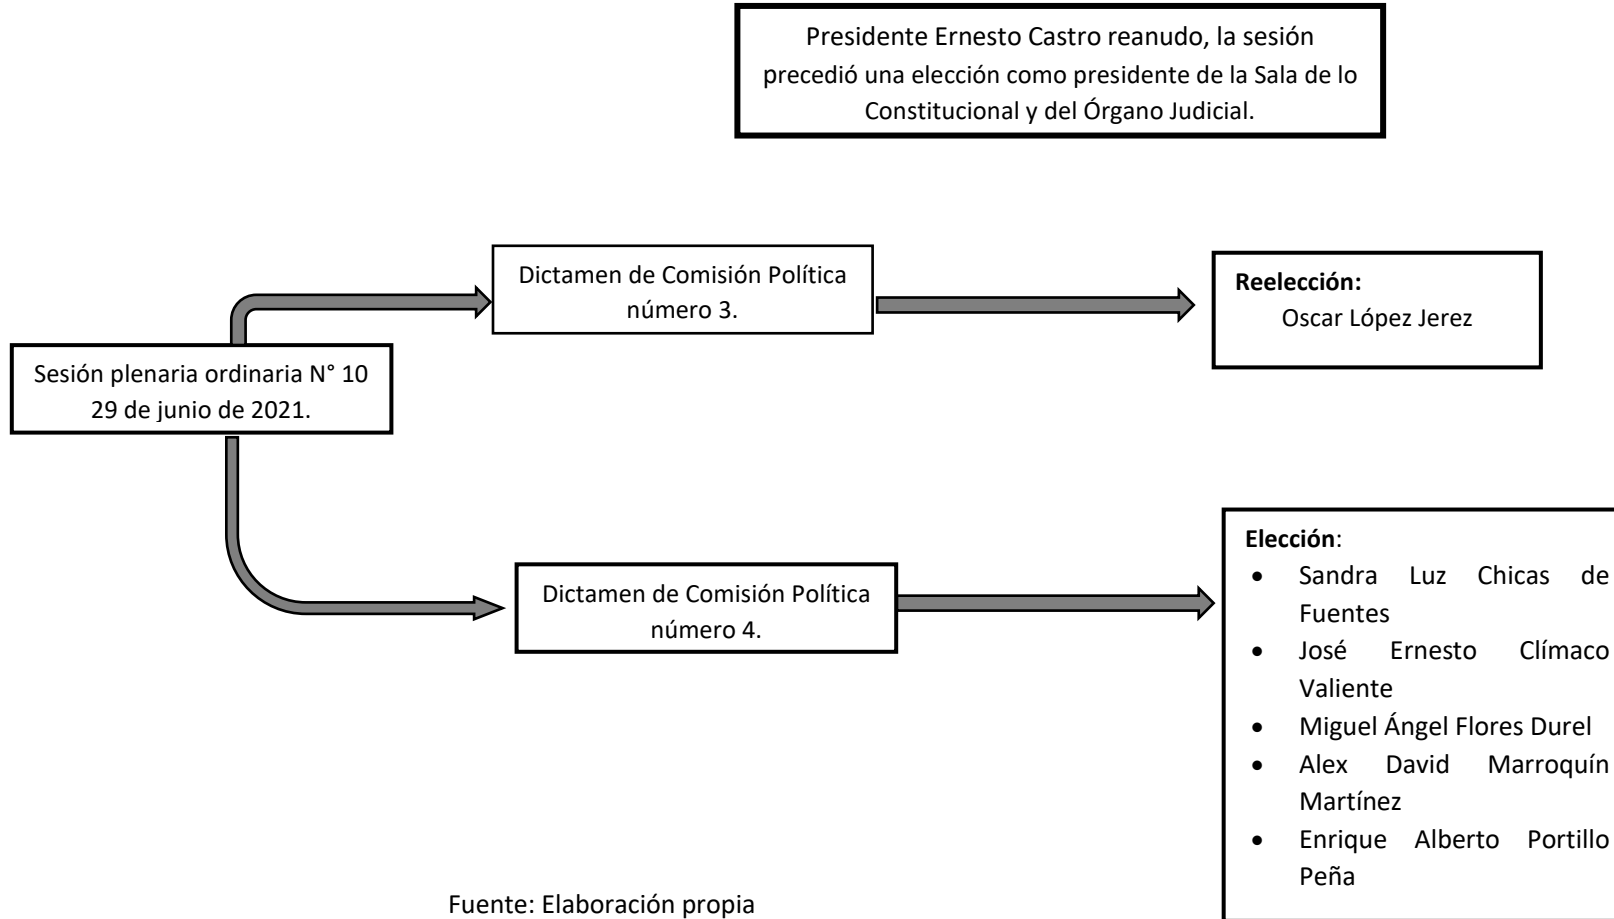 Presidente Ernesto Castro reanudo, la sesión
precedió una elección como presidente de la Sala de lo
Constitucional y del Órgano Judicial.
Dictamen de Comisión Política
número 3.
Reelección:
Oscar López Jerez
Sesión plenaria ordinaria N° 10
29 de junio de 2021.
Dictamen de Comisión Política
número 4.
Elección:
• Sandra Luz Chicas de
Fuentes
• José Ernesto Clímaco
Valiente
• Miguel Ángel Flores Durel
• Alex David Marroquín
Martínez
• Enrique Alberto Portillo
Peña
Fuente: Elaboración propia